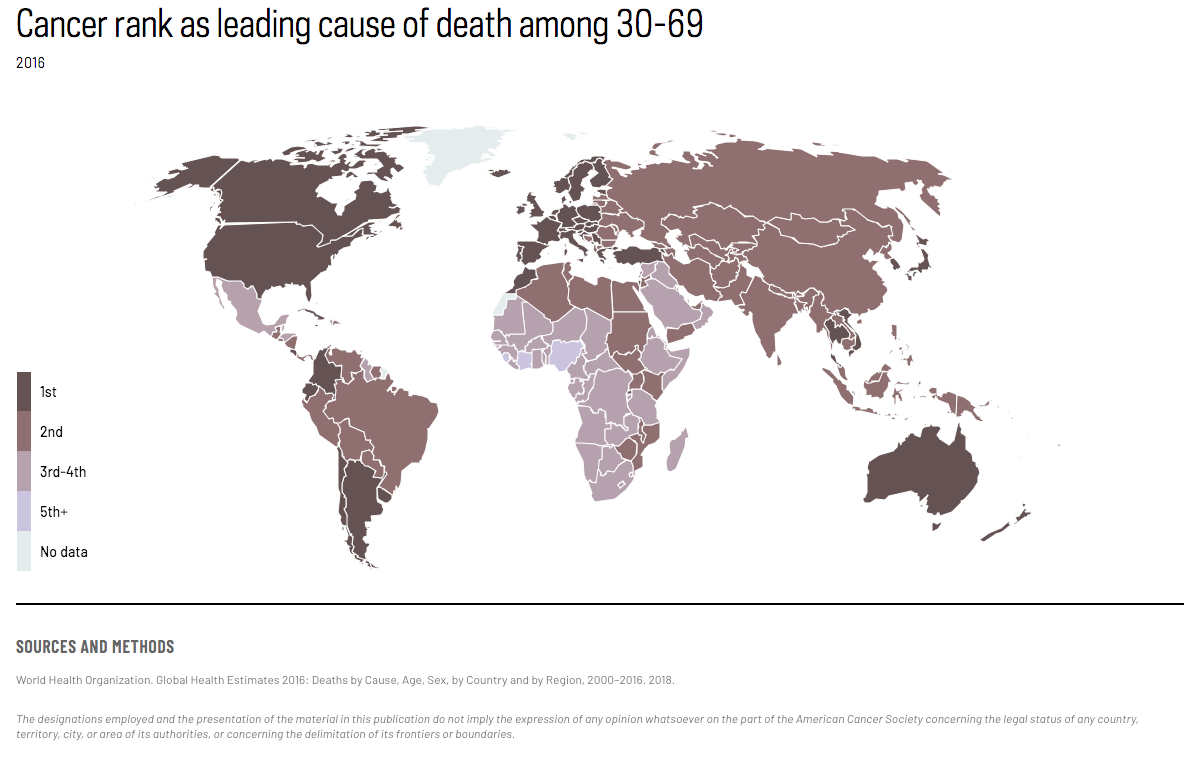 Cancer rank as leading cause of death among 30-69
2016
1st
2nd
3rd-4th
5th+
No data
SOURCES AND METHODS
World Health Organization. Global Health Estimates 2016: Deaths by Cause, Age, Sex, by Country and by Region, 2000–2016. 2018.
The designations employed and the presentation of the material in this publication do not imply the expression of any opinion whatsoever on the part of the American Cancer Society concerning the legal status of any country,
territory, city, or area of its authorities, or concerning the delimitation of its frontiers or boundaries.